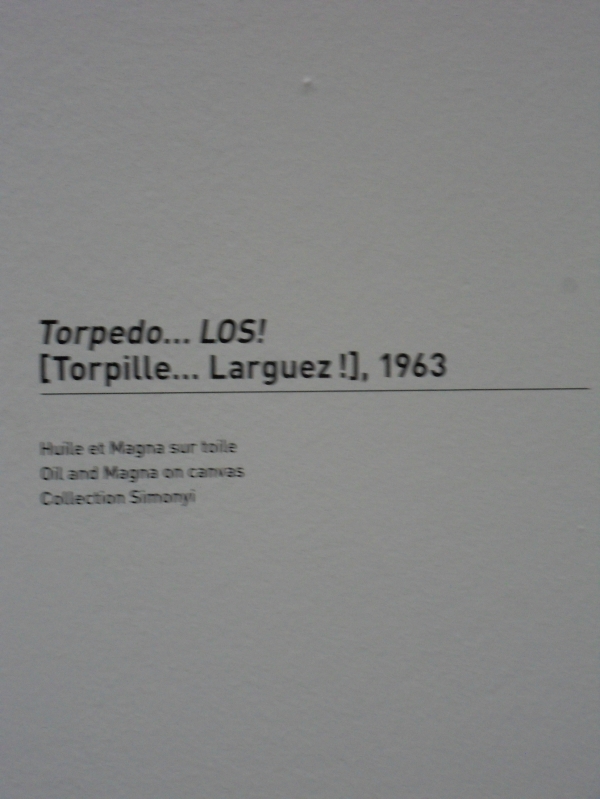 Torpedo... LOS!
[Torpille... Larguez !], 1963
Huile et Magna sur toile
Oil and Magna on canvas
Collection Simonyi